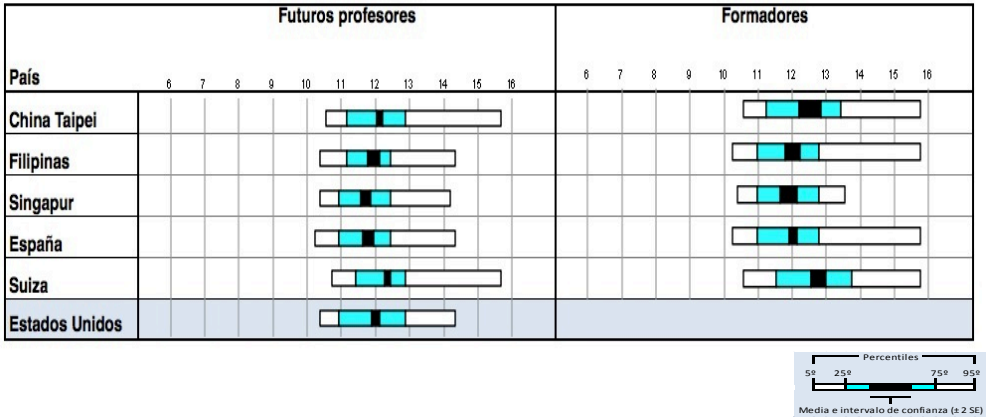 Futuros profesores Formadores
País
6 7 8 9 10 11 12 13 14 15 16 6 7 8 9 10 11 12 13 14 15 16
China Taipei
Filipinas
Singapur
España
Suiza
Estados Unidos
Percentiles
5º 25º 75º 95º
Media e intervalo de confianza (± 2 SE)